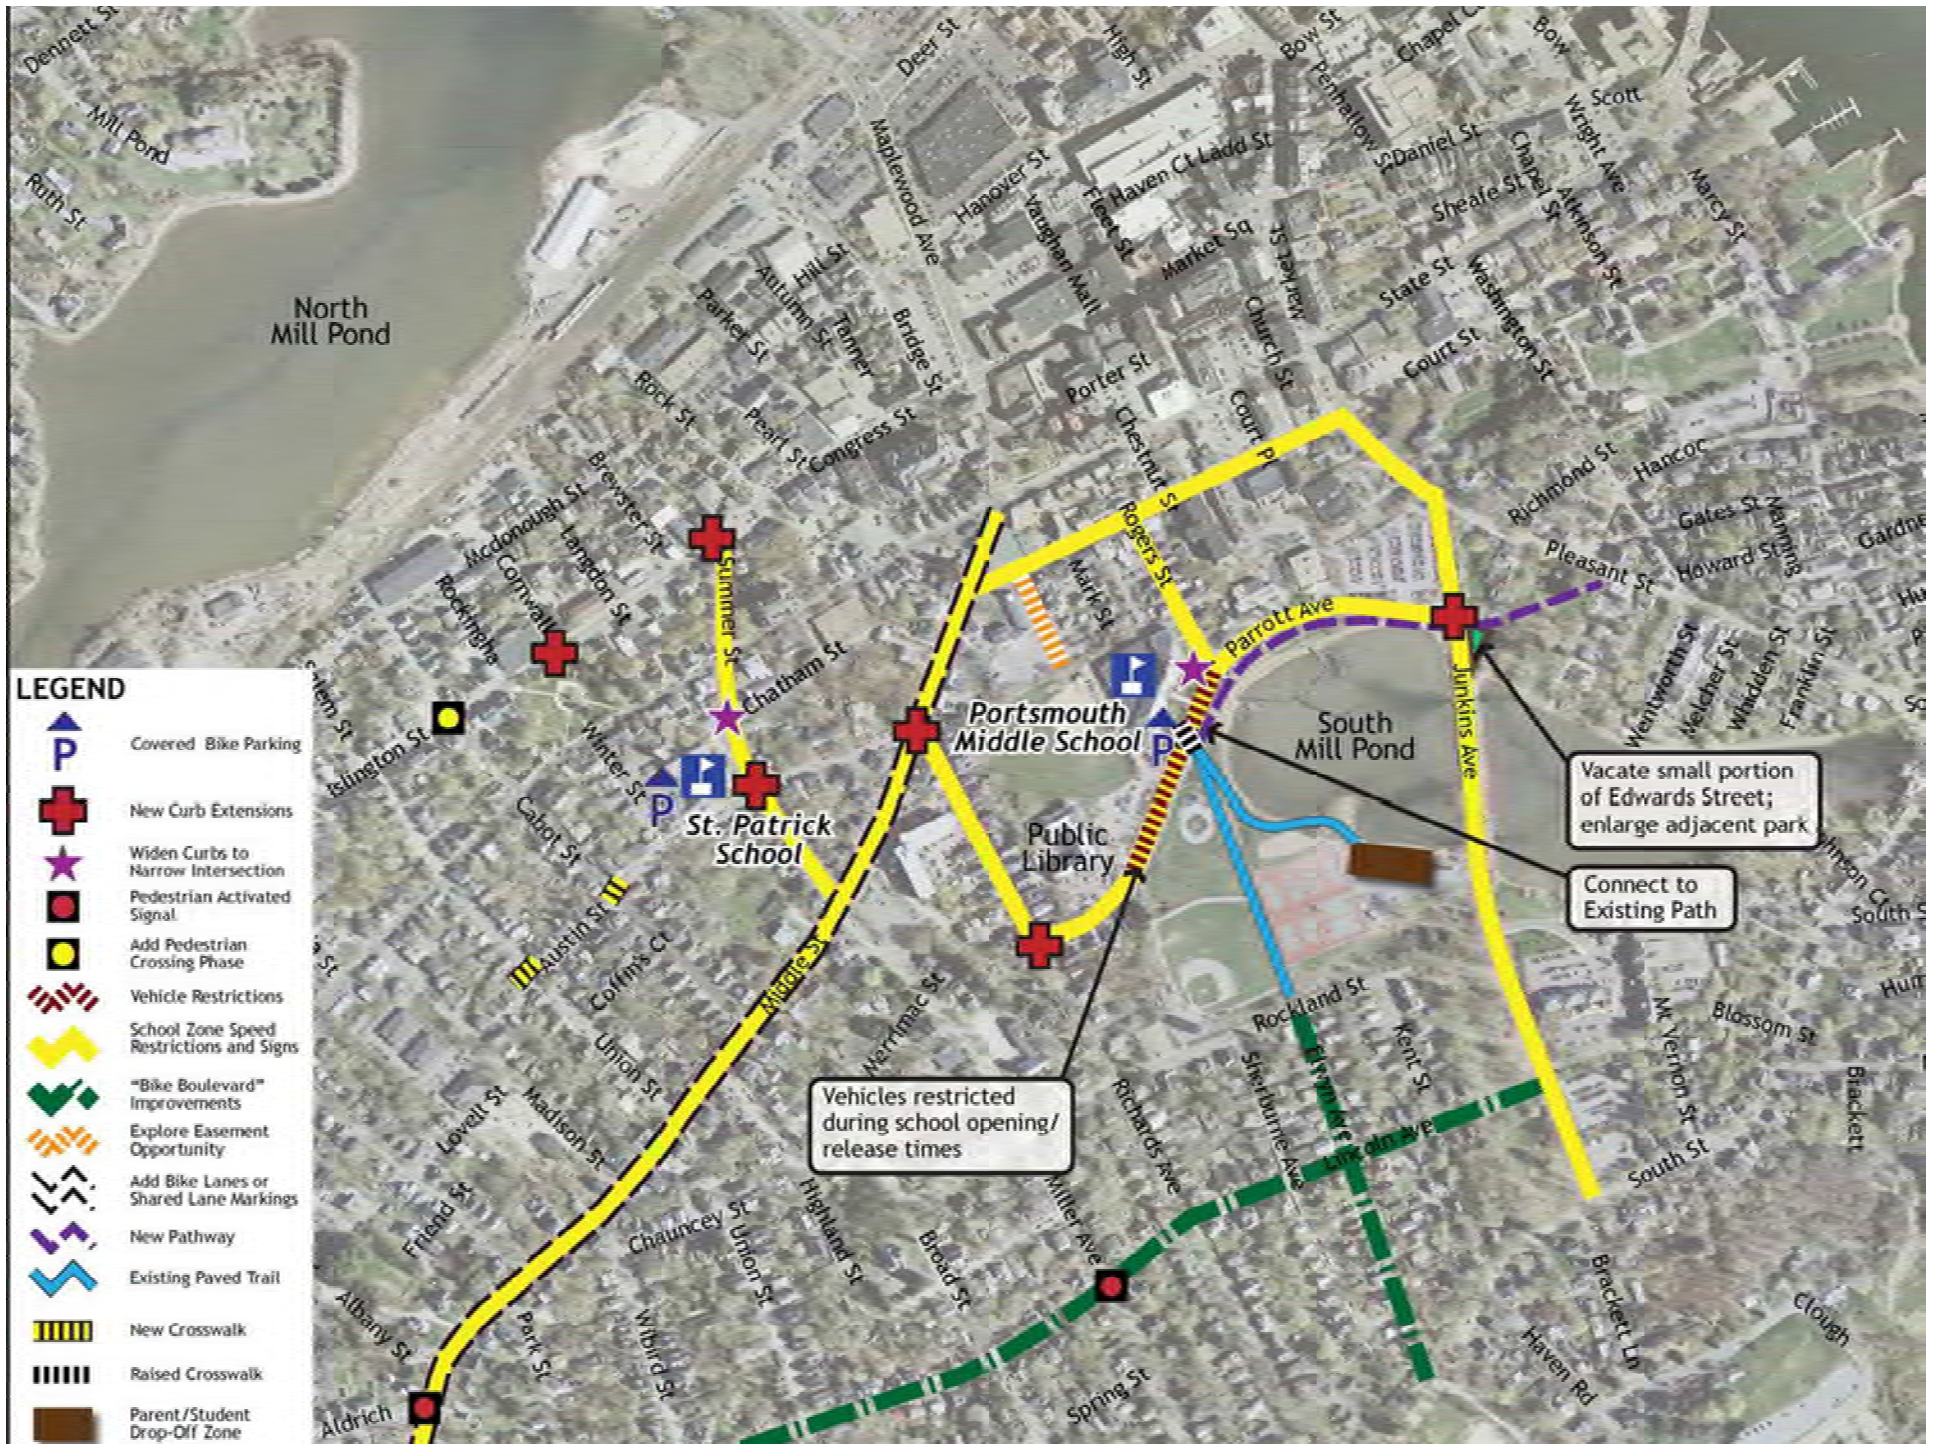 Dennett St
Mill Pond
Ruth St
North
Mill Pond
Deer St
High St
Bow St
Chapel C
Bow
Penhallow St
Scott
Wright Ave
Daniel St
Chapel St
Maplewood Ave
Hanover St
Haven Ct
Ladd St
Vaughan Mall
Fleet St
Market Sq
Market St
Sheafe St
Atkinson St
Marcy St
State St
Washington St
Court St
Church St
Porter St
Chestnut St
Court Pl
Hill St
Autumn St
Parker St
Tanner
Bridge St
Rock St
Pearl St
Congress St
Brewster St
Mcdonough St
Langdon St
Cornwall
Rockingha
Summer St
Chatham St
Rogers St
Mark St
Parrott Ave
Richmond St
Hancoc
Gates St
Manning
Gardne
Pleasant St
Howard St
Hu
Wentworth St
Melcher St
Whidden St
Franklin St
Junkins Ave
Portsmouth
Middle School
P
South
Mill Pond
Vacate small portion
of Edwards Street;
enlarge adjacent park
Connect to
Existing Path
Public
Library
P
St. Patrick
School
Islington St
Winter St
Cabot St
Austin St
Coffin's Ct
Middle St
Union St
Madison St
Lovell St
Friend St
Merrimac St
Rockland St
Kent St
Sherburne Ave
Elwyn Ave
Lincoln Ave
Richards Ave
Miller Ave
Vehicles restricted
during school opening/
release times
Chauncey St
Union St
Highland St
Broad St
Albany St
Park St
Wibird St
Aldrich
Spring St
South St
Mt Vernon St
Blossom St
Brackett
Brackett Ln
Haven Rd
Clough
South S
LEGEND
P
Covered Bike Parking
New Curb Extensions
Widen Curbs to
Narrow Intersection
Pedestrian Activated
Signal
Add Pedestrian
Crossing Phase
Vehicle Restrictions
School Zone Speed
Restrictions and Signs
"Bike Boulevard"
Improvements
Explore Easement
Opportunity
Add Bike Lanes or
Shared Lane Markings
New Pathway
Existing Paved Trail
New Crosswalk
Raised Crosswalk
Parent/Student
Drop-Off Zone